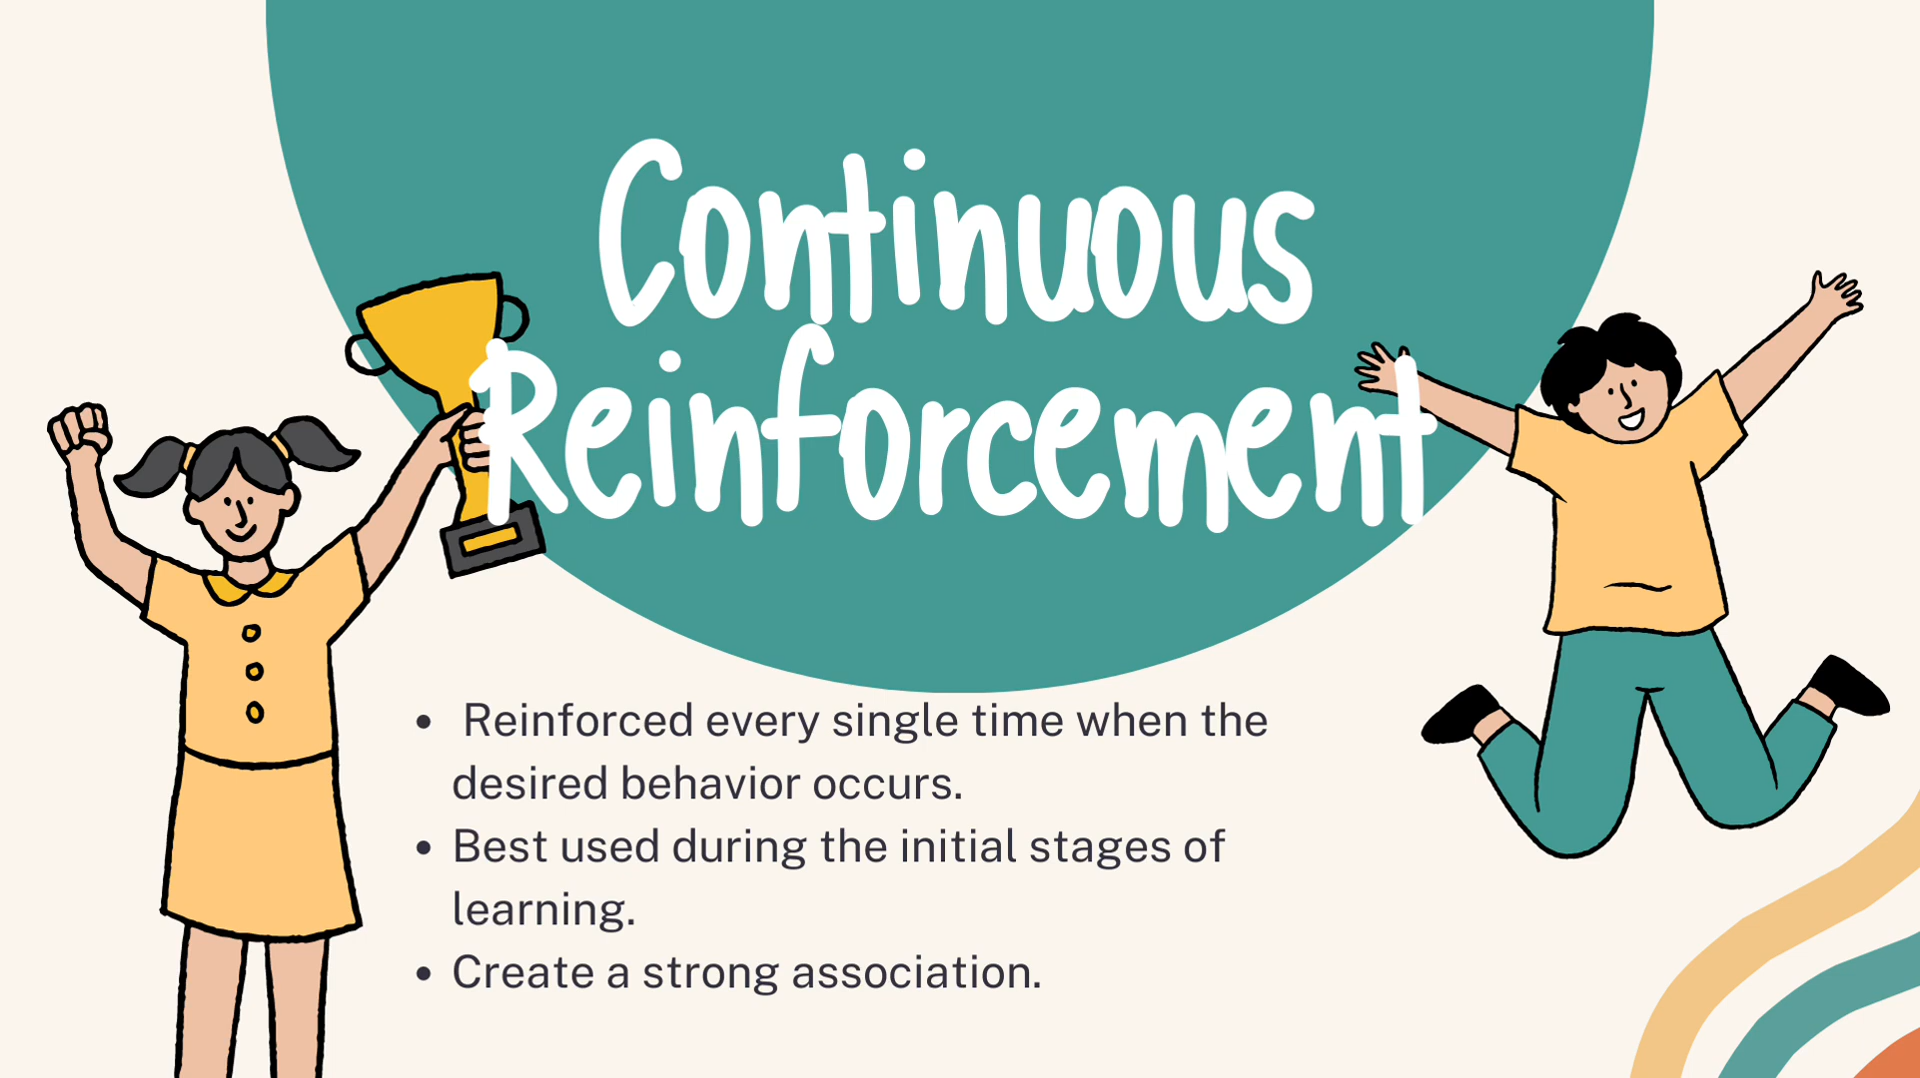 Continuous
Reinforcement
• Reinforced every single time when the
desired behavior occurs.
• Best used during the initial stages of
learning.
• Create a strong association.